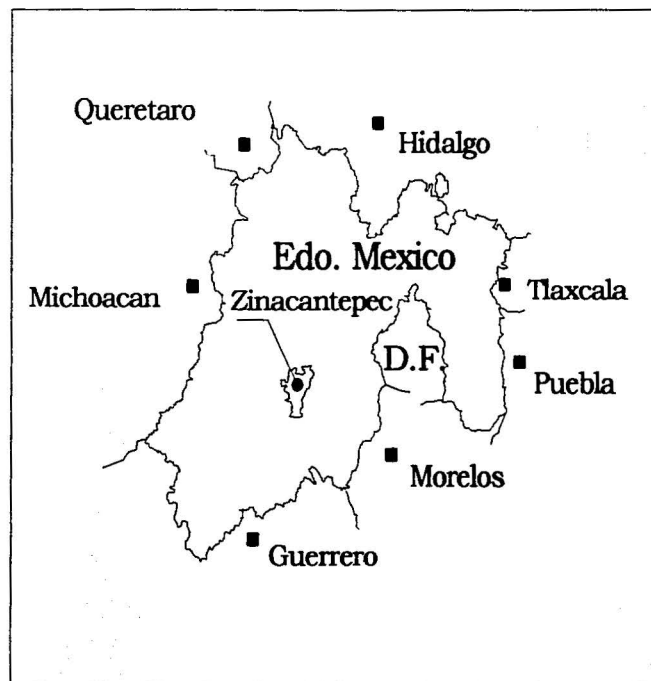 Queretaro
Hidalgo
Edo. Mexico
Michoacan
Zinacantepec
Tlaxcala
D.F.
Puebla
Morelos
Guerrero